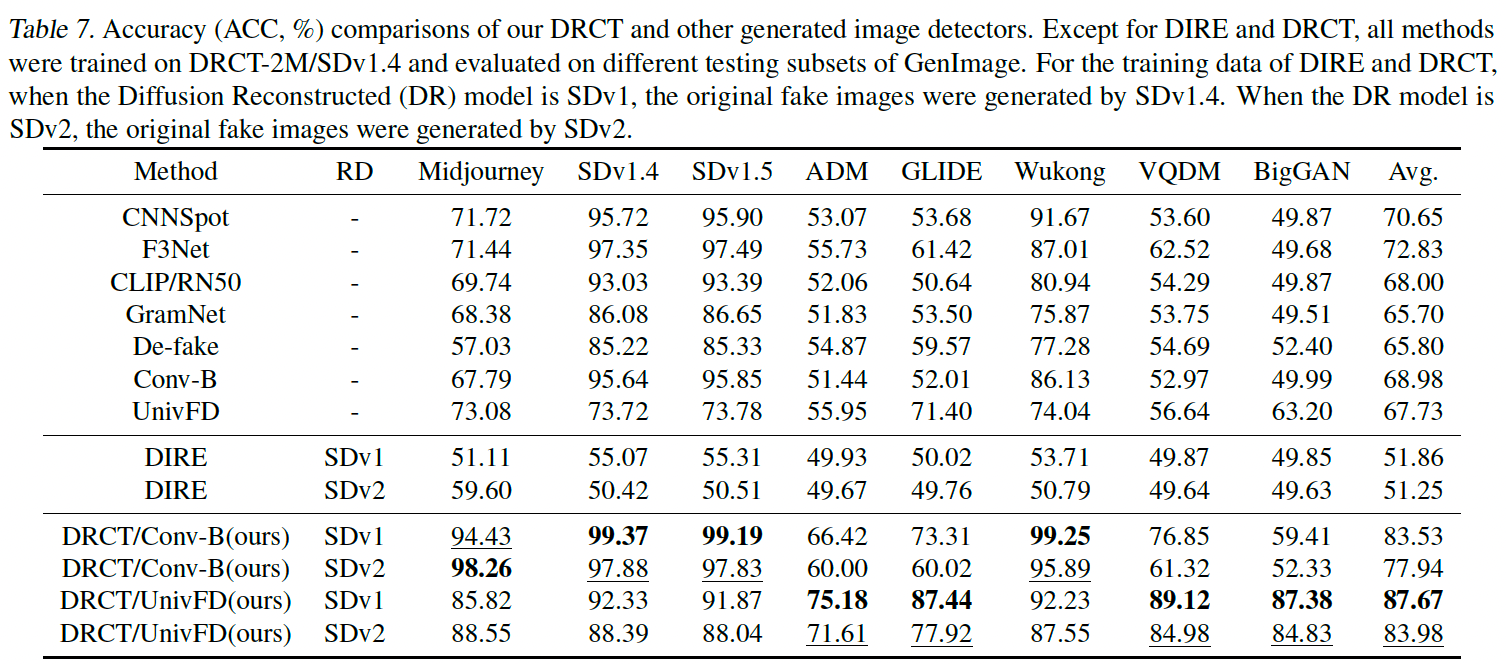 Table 7. Accuracy (ACC, %) comparisons of our DRCT and other generated image detectors. Except for DIRE and DRCT, all methods
were trained on DRCT-2M/SDv1.4 and evaluated on different testing subsets of GenImage. For the training data of DIRE and DRCT,
when the Diffusion Reconstructed (DR) model is SDv1, the original fake images were generated by SDv1.4. When the DR model is
SDv2, the original fake images were generated by SDv2.
Method RD Midjourney SDv1.4 SDv1.5 ADM GLIDE Wukong VQDM BigGAN Avg.
CNNSpot - 71.72 95.72 95.90 53.07 53.68 91.67 53.60 49.87 70.65
F3Net - 71.44 97.35 97.49 55.73 61.42 87.01 62.52 49.68 72.83
CLIP/RN50 - 69.74 93.03 93.39 52.06 50.64 80.94 54.29 49.87 68.00
GramNet - 68.38 86.08 86.65 51.83 53.50 75.87 53.75 49.51 65.70
De-fake - 57.03 85.22 85.33 54.87 59.57 77.28 54.69 52.40 65.80
Conv-B - 67.79 95.64 95.85 51.44 52.01 86.13 52.97 49.99 68.98
UnivFD - 73.08 73.72 73.78 55.95 71.40 74.04 56.64 63.20 67.73
DIRE SDv1 51.11 55.07 55.31 49.93 50.02 53.71 49.87 49.85 51.86
DIRE SDv2 59.60 50.42 50.51 49.67 49.76 50.79 49.64 49.63 51.25
DRCT/Conv-B(ours) SDv1 94.43 99.37 99.19 66.42 73.31 99.25 76.85 59.41 83.53
DRCT/Conv-B(ours) SDv2 98.26 97.88 97.83 60.00 60.02 95.89 61.32 52.33 77.94
DRCT/UnivFD(ours) SDv1 85.82 92.33 91.87 75.18 87.44 92.23 89.12 87.38 87.67
DRCT/UnivFD(ours) SDv2 88.55 88.39 88.04 71.61 77.92 87.55 84.98 84.83 83.98